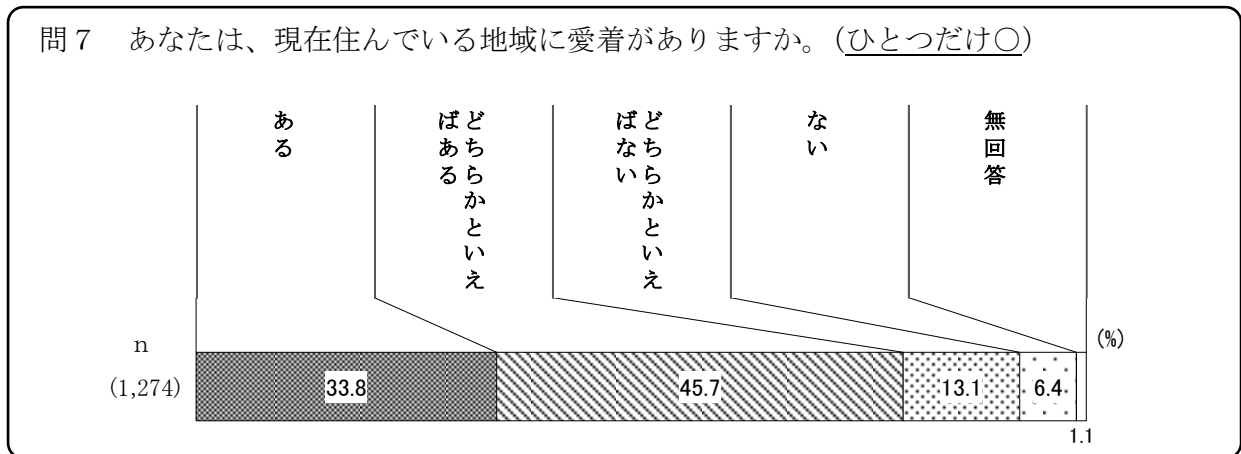 問７　あなたは、現在住んでいる地域に愛着がありますか。（ひとつだけ○）
ある
どちらかといえ
ばある
どちらかといえ
ばない
ない
無回答
(%)
n
(1,274)
33.8
45.7
13.1
6.4
1.1